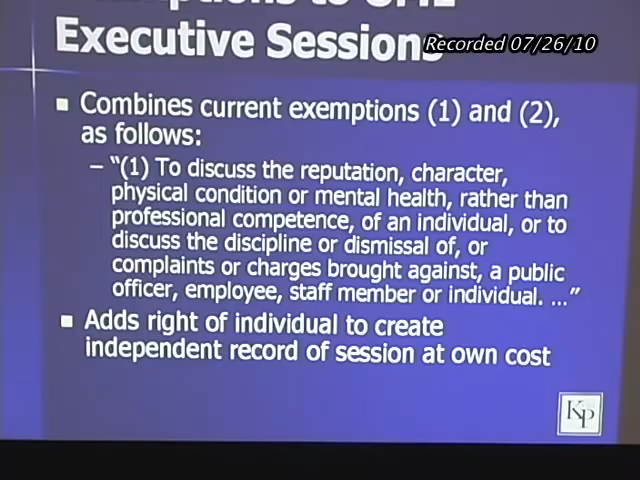 Executive Sessions
Recorded 07/26/10
■ Combines current exemptions (1) and (2),
as follows:
– “(1) To discuss the reputation, character,
physical condition or mental health, rather than
professional competence, of an individual, or to
discuss the discipline or dismissal of, or
complaints or charges brought against, a public
officer, employee, staff member or individual. ...”
■ Adds right of individual to create
independent record of session at own cost
KP